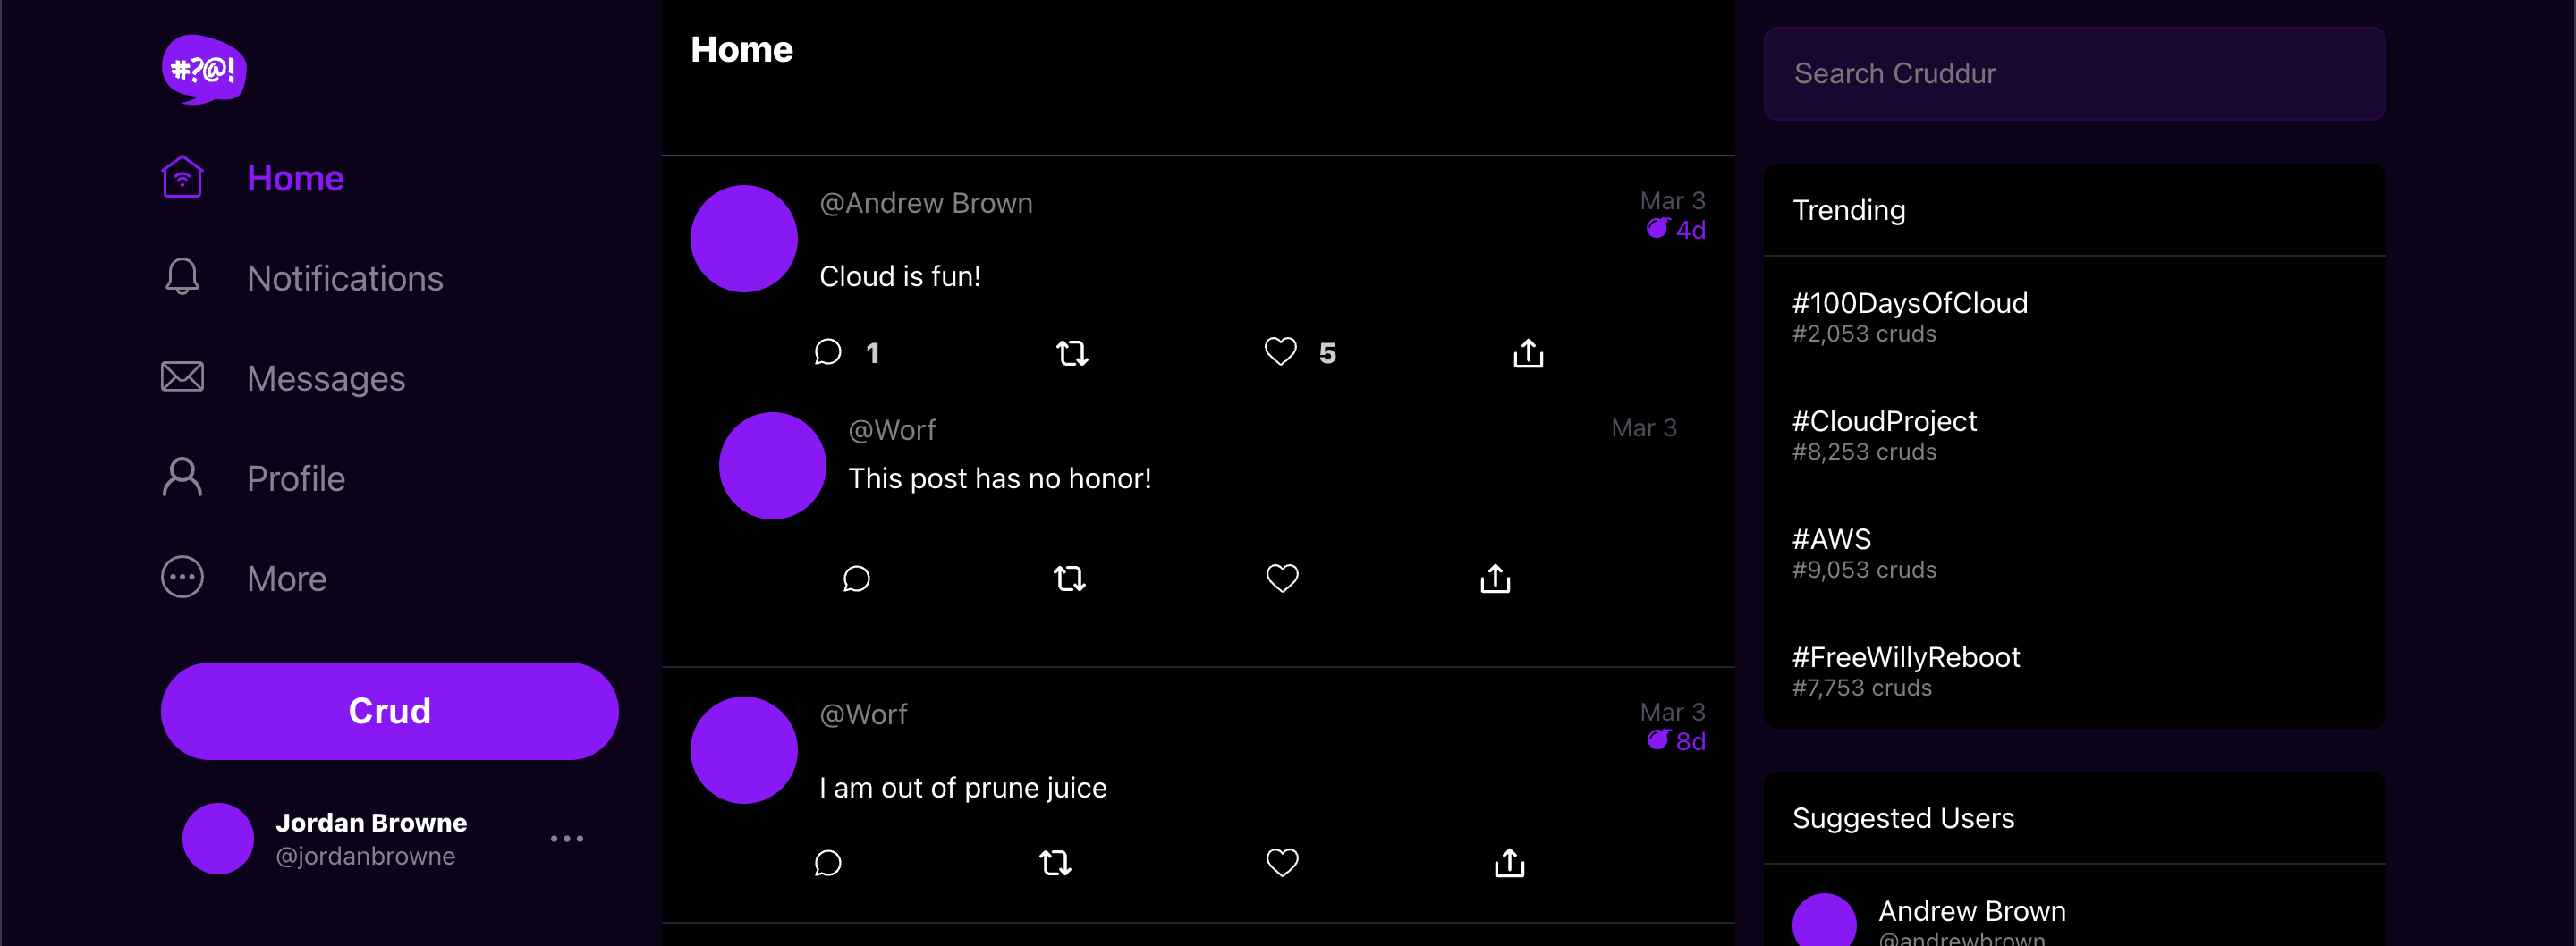 #?@!
Home
Notifications
Messages
Profile
More
Crud
Jordan Browne
@jordanbrowne
Home
@Andrew Brown
Mar 3
4d
Cloud is fun!
1
5
@Worf
Mar 3
This post has no honor!
@Worf
Mar 3
8d
I am out of prune juice
Search Cruddur
Trending
#100DaysOfCloud
#2,053 cruds
#CloudProject
#8,253 cruds
#AWS
#9,053 cruds
#FreeWillyReboot
#7,753 cruds
Suggested Users
Andrew Brown
@andrewbrown